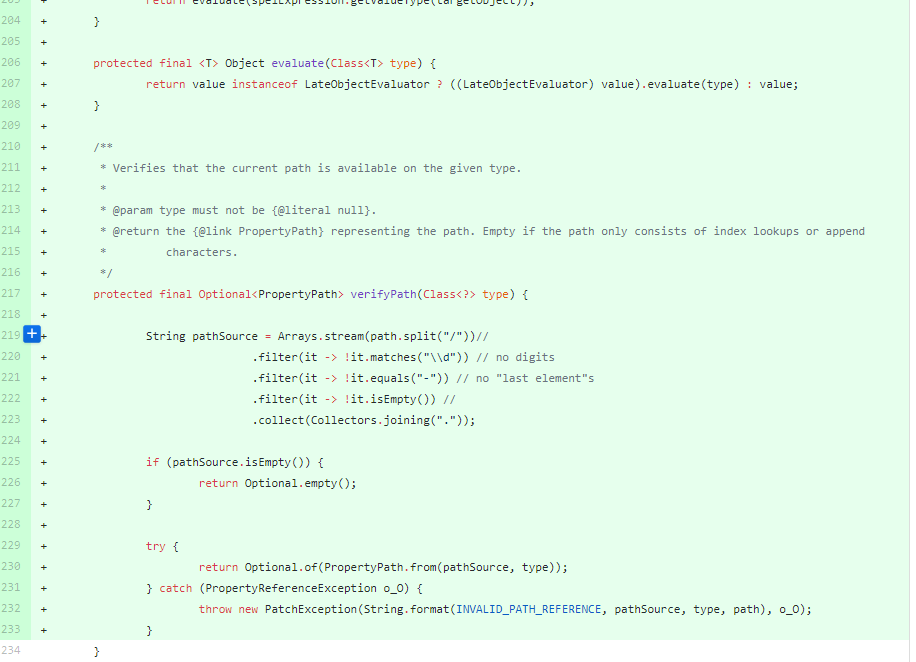 203 + return evaluate(spelExpression.getValueType(targetObject));
204 + }
205 +
206 + protected final <T> Object evaluate(Class<T> type) {
207 + return value instanceof LateObjectEvaluator ? ((LateObjectEvaluator) value).evaluate(type) : value;
208 + }
209 +
210 + /**
211 + * Verifies that the current path is available on the given type.
212 + *
213 + * @param type must not be {@literal null}.
214 + * @return the {@link PropertyPath} representing the path. Empty if the path only consists of index lookups or append
215 + * characters.
216 + */
217 + protected final Optional<PropertyPath> verifyPath(Class<?> type) {
218 +
219 + String pathSource = Arrays.stream(path.split("/"))//
220 + .filter(it -> !it.matches("\\d")) // no digits
221 + .filter(it -> !it.equals("-")) // no "last element"s
222 + .filter(it -> !it.isEmpty()) //
223 + .collect(Collectors.joining("."));
224 +
225 + if (pathSource.isEmpty()) {
226 + return Optional.empty();
227 + }
228 +
229 + try {
230 + return Optional.of(PropertyPath.from(pathSource, type));
231 + } catch (PropertyReferenceException o_O) {
232 + throw new PatchException(String.format(INVALID_PATH_REFERENCE, pathSource, type, path), o_O);
233 + }
234 }